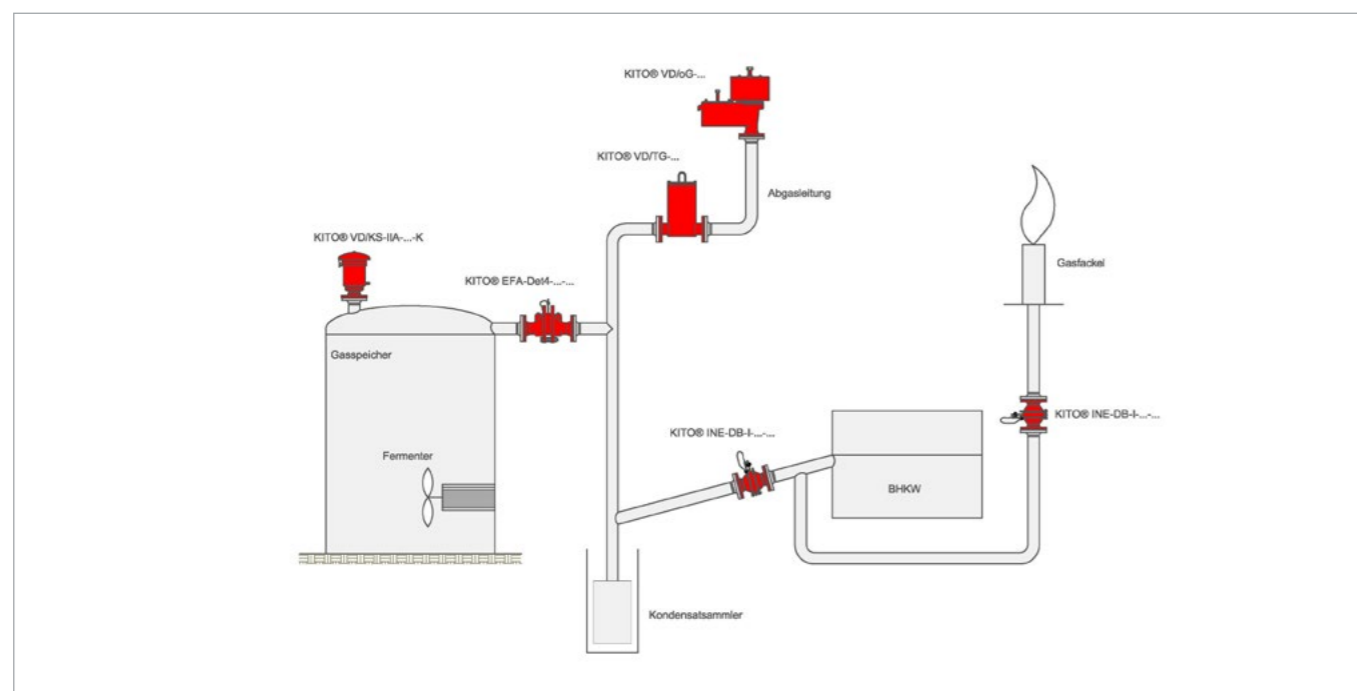 KITO® VD/oG-...
KITO® VD/TG-...
Abgasleitung
KITO® VD/KS-IIA-...-K
KITO® EFA-Det4-...-...
Gasfackel
Gasspeicher
KITO® INE-DB-I-...-...
KITO® INE-DB-I-...-...
Fermenter
BHKW
Kondensatsammler